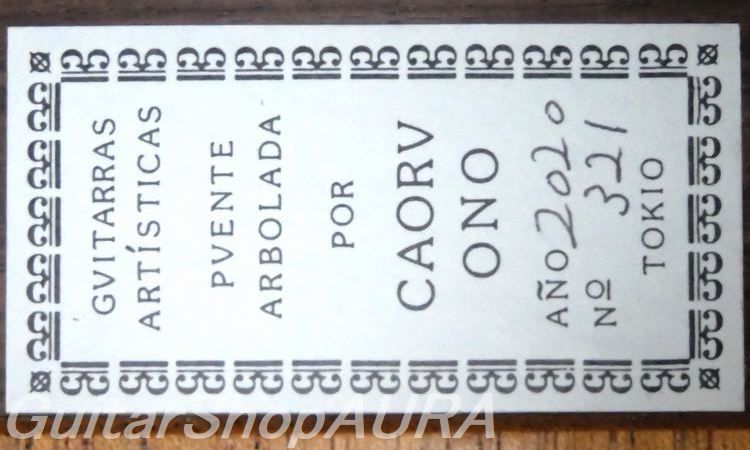 GVITARRAS
ARTÍSTICAS
PVENTE
ARBOLADA
POR
CAORV
ONO
AÑO 2020
Nº 321
TOKIO
GuitarShopAURA